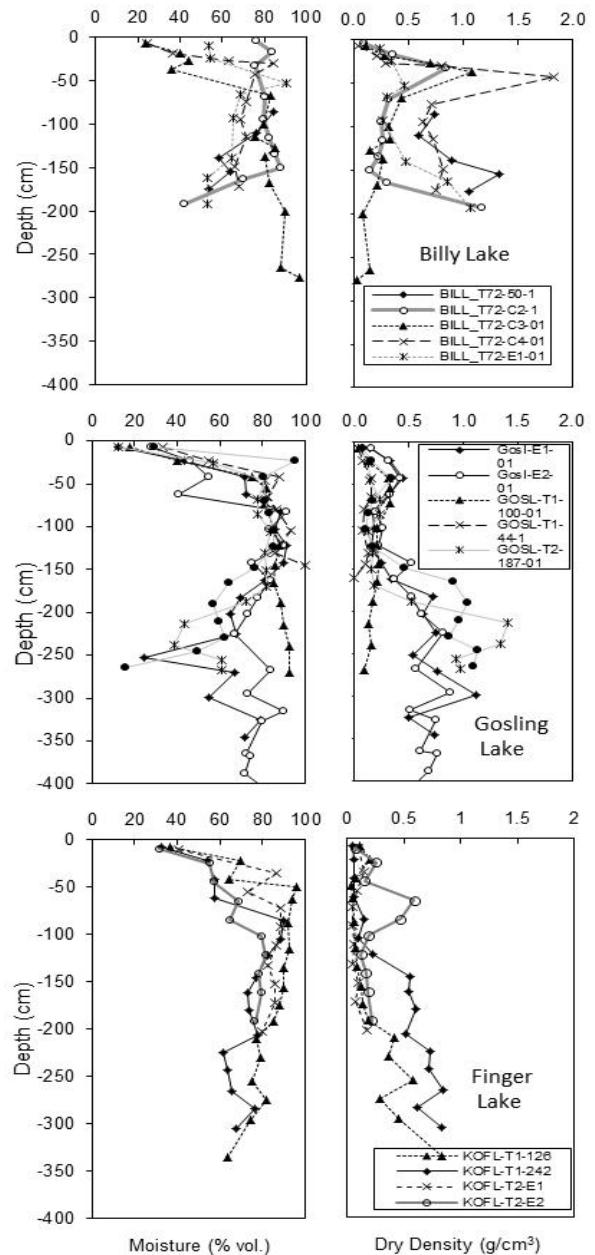 0 20 40 60 80 100
0.0 0.5 1.0 1.5 2.0
0
-50
-100
-150
-200
-250
-300
-350
-400
Depth (cm)
Billy Lake
BILL_T72-50-1
BILL_T72-C2-1
BILL_T72-C3-01
BILL_T72-C4-01
BILL_T72-E1-01
0 20 40 60 80 100
0.0 0.5 1.0 1.5 2.0
0
-50
-100
-150
-200
-250
-300
-350
-400
Depth (cm)
Gosl-E1-
01
Gosl-E2-
01
GOSL-T1-
100-01
GOSL-T1-
44-1
GOSL-T2-
187-01
Gosling
Lake
0 20 40 60 80 100
0.0 0.5 1.0 1.5 2.0
0
-50
-100
-150
-200
-250
-300
-350
-400
Depth (cm)
Finger
Lake
KOFL-T1-126
KOFL-T1-242
KOFL-T2-E1
KOFL-T2-E2
Moisture (% vol.)
Dry Density (g/cm³)